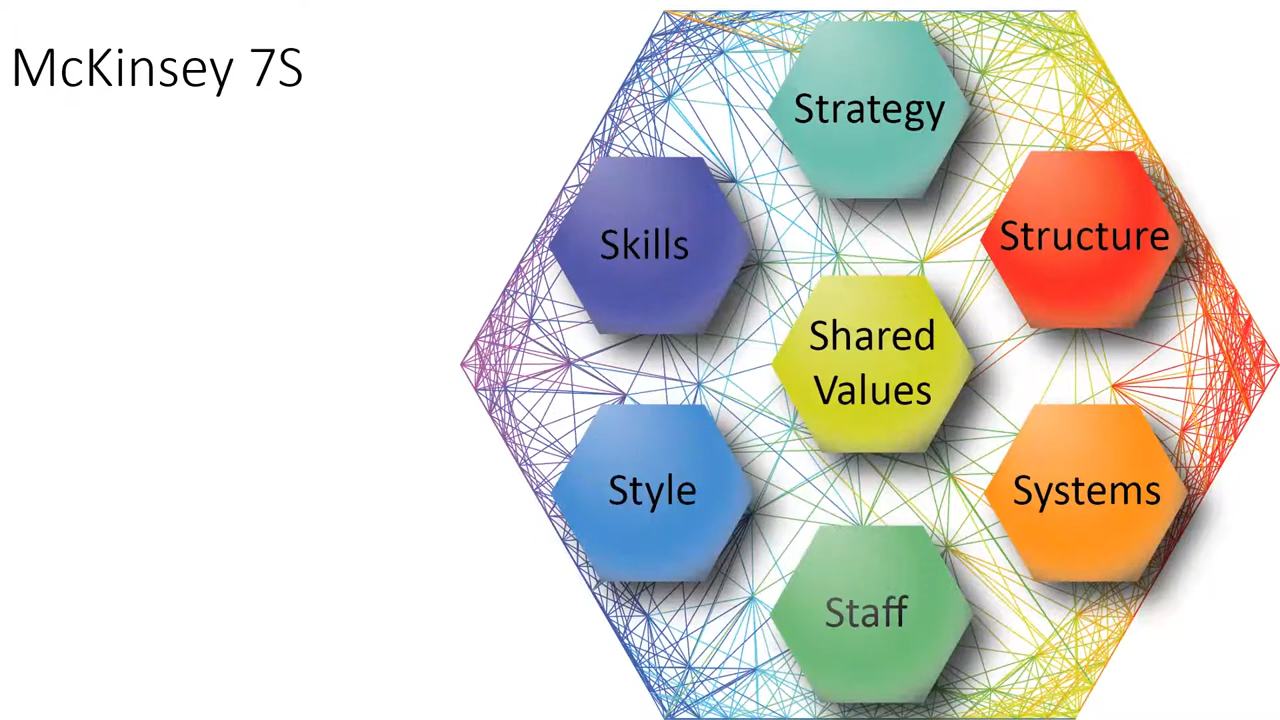 McKinsey 7S
Strategy
Skills
Structure
Shared
Values
Style
Systems
Staff